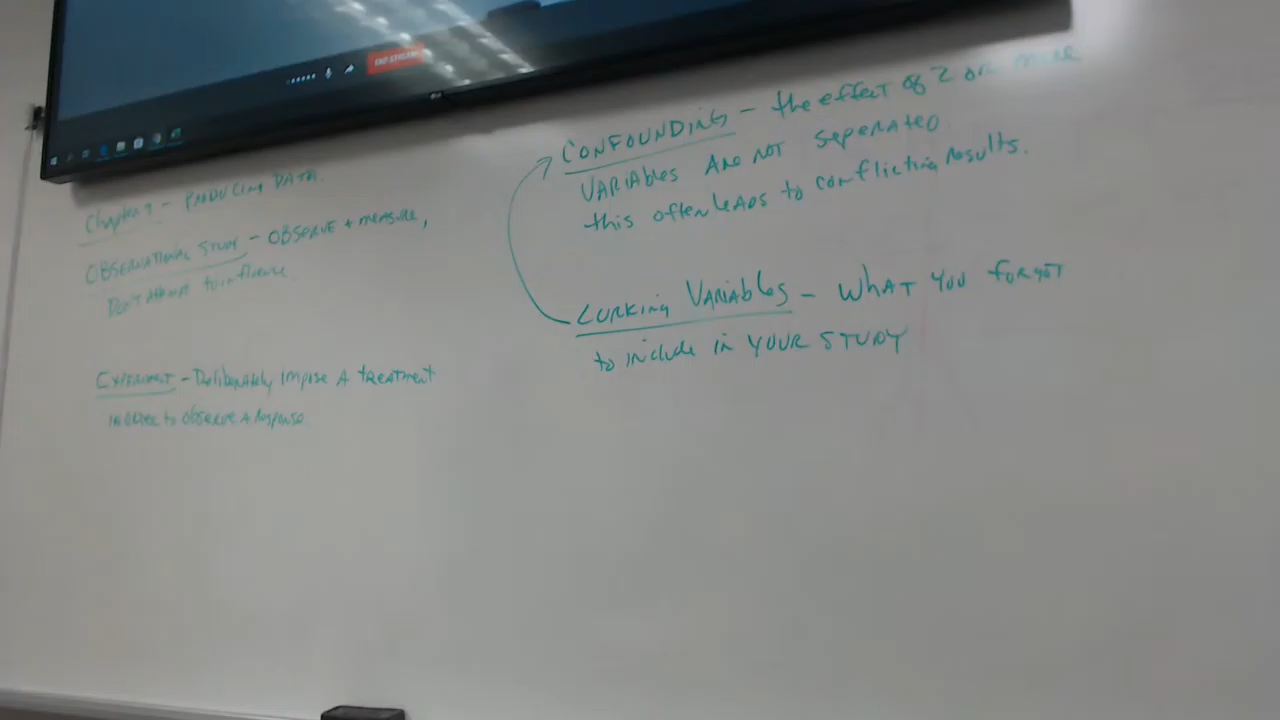 Chapter 9 - PRODUCING DATA
OBSERVATIONAL STUDY - OBSERVE + MEASURE,
DON'T attempt to influence
EXPERIMENT - Deliberately impose A treatment
in order to observe A Response
CONFOUNDING - the effect of 2 or more
VARIAbles ARe NOT seperated
this often leADs to conflicting results.
LURKing VARIABles - WHAT YOU FORGOT
to include in YOUR STUDY